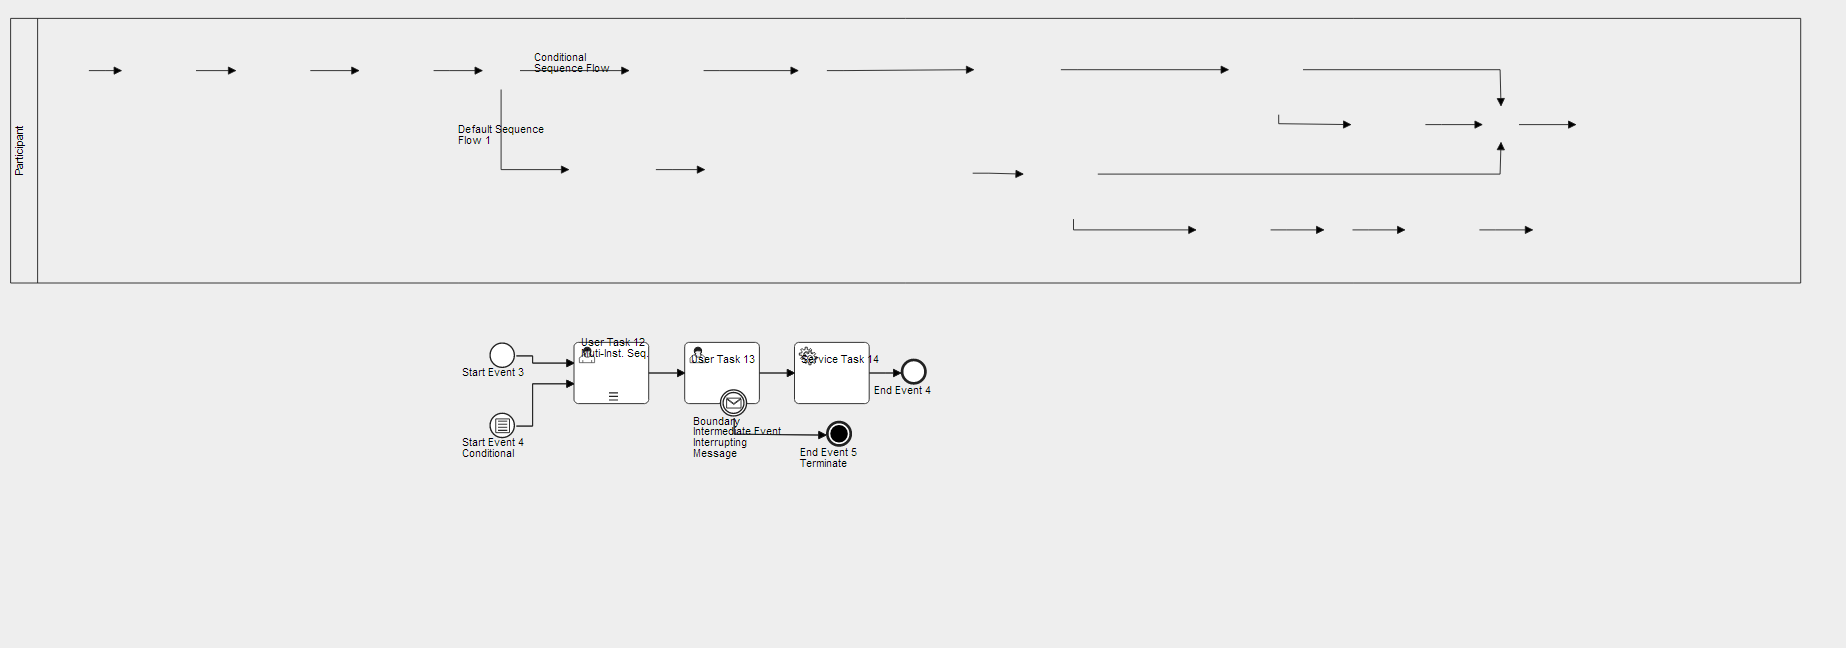 Participant
Conditional
Sequence Flow
Default Sequence
Flow 1
Start Event 3
Start Event 4
Conditional
User Task 12
Muti-Inst. Seq.
User Task 13
Service Task 14
End Event 4
Boundary
Intermediate Event
Interrupting
Message
End Event 5
Terminate